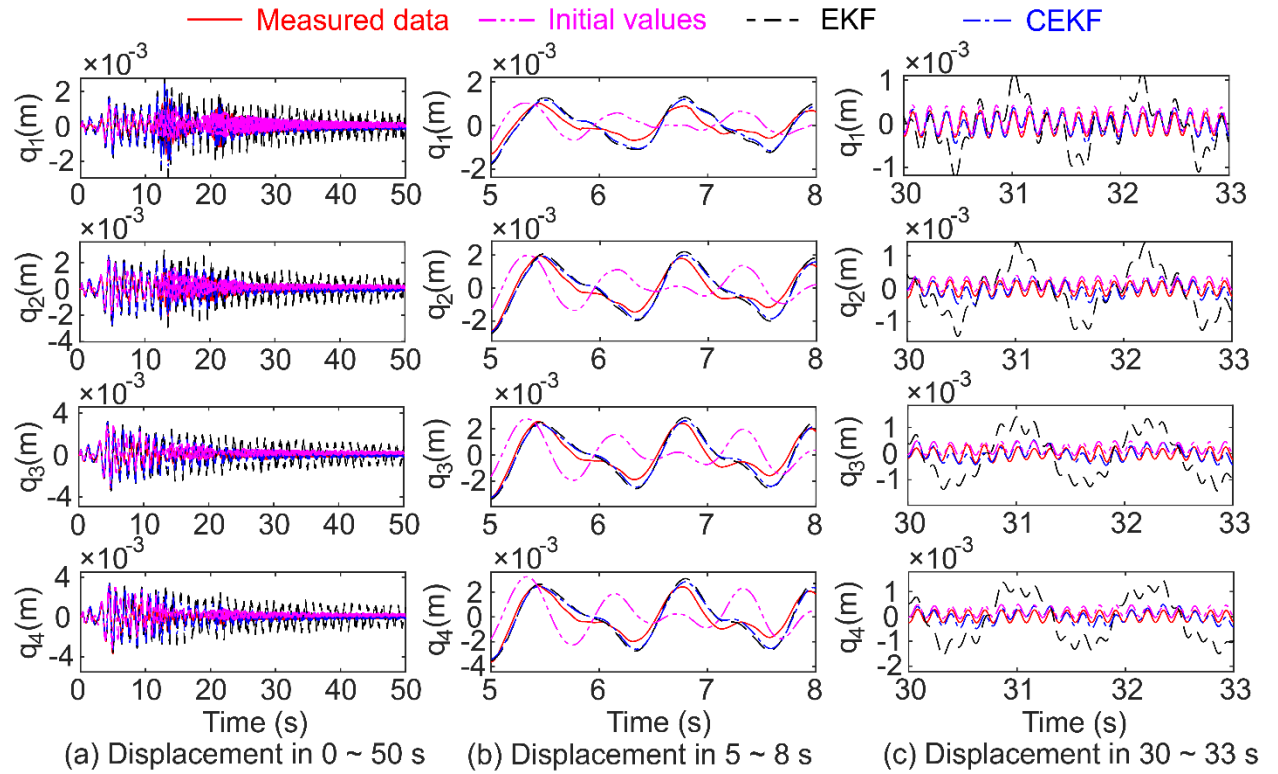 Measured data Initial values EKF CEKF
×10⁻³ ×10⁻³ ×10⁻³
q₁(m) 2 0 -2
0 10 20 30 40 50
q₁(m) 2 0 -2
5 6 7 8
q₁(m) 1 0 -1
30 31 32 33
×10⁻³ ×10⁻³ ×10⁻³
q₂(m) 2 0 -2 -4
0 10 20 30 40 50
q₂(m) 2 0 -2
5 6 7 8
q₂(m) 1 0 -1
30 31 32 33
×10⁻³ ×10⁻³ ×10⁻³
q₃(m) 4 0 -4
0 10 20 30 40 50
q₃(m) 2 0 -2 -4
5 6 7 8
q₃(m) 1 0 -1
30 31 32 33
×10⁻³ ×10⁻³ ×10⁻³
q₄(m) 4 0 -4
0 10 20 30 40 50
q₄(m) 2 0 -2 -4
5 6 7 8
q₄(m) 1 0 -1 -2
30 31 32 33
Time (s) Time (s) Time (s)
(a) Displacement in 0 ~ 50 s (b) Displacement in 5 ~ 8 s (c) Displacement in 30 ~ 33 s